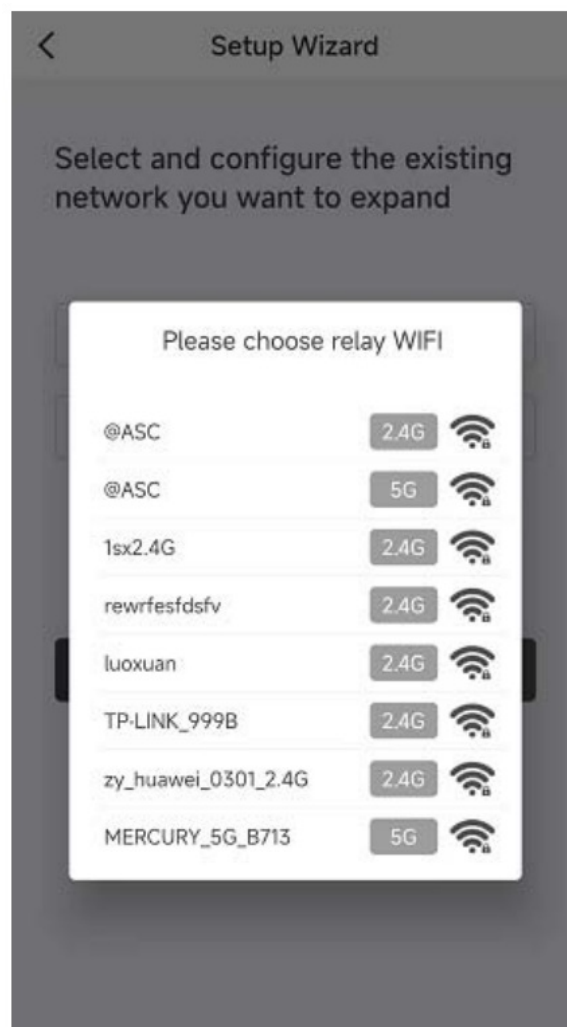 Setup Wizard
Select and configure the existing
network you want to expand
Please choose relay WIFI
@ASC 2.4G
@ASC 5G
1sx2.4G 2.4G
rewrfesfdsfv 2.4G
luoxuan 2.4G
TP-LINK_999B 2.4G
zy_huawei_0301_2.4G 2.4G
MERCURY_5G_B713 5G